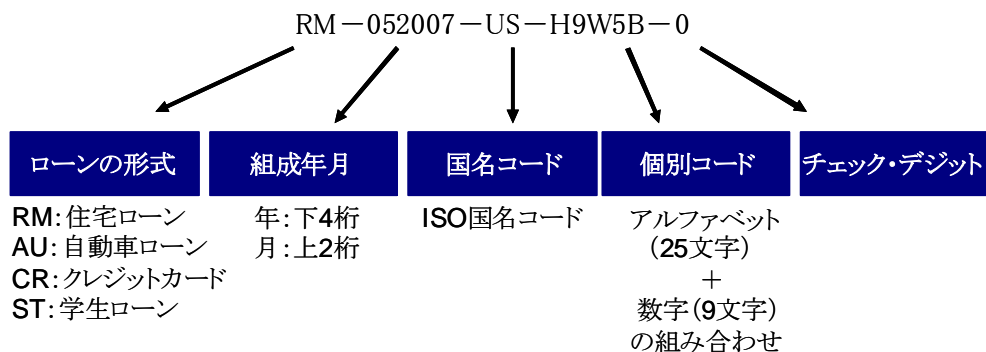 RM－052007－US－H9W5B－0
ローンの形式
組成年月
国名コード
個別コード
チェック・デジット
RM：住宅ローン
AU：自動車ローン
CR：クレジットカード
ST：学生ローン
年：下4桁
月：上2桁
ISO国名コード
アルファベット
（25文字）
＋
数字（9文字）
の組み合わせ